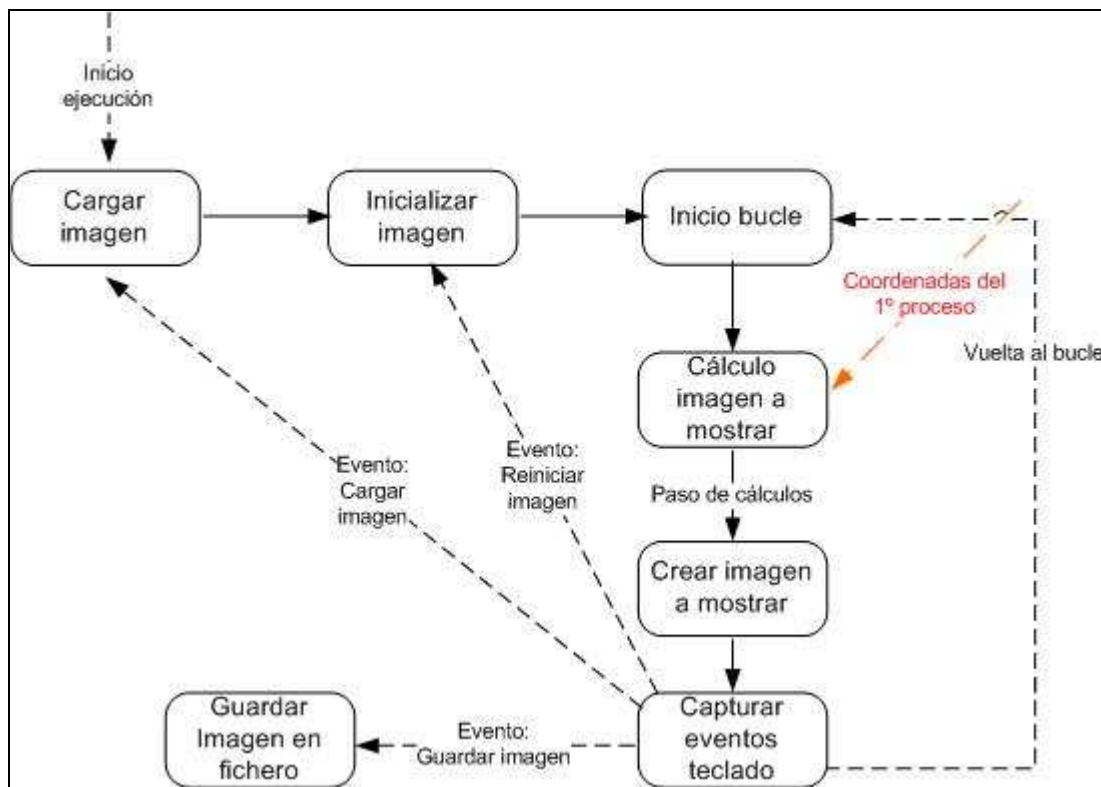 Inicio
ejecución
Cargar
imagen
Inicializar
imagen
Inicio bucle
Coordenadas del
1º proceso
Vuelta al bucle
Cálculo
imagen a
mostrar
Evento:
Cargar
imagen
Evento:
Reiniciar
imagen
Paso de cálculos
Crear imagen
a mostrar
Guardar
Imagen en
fichero
Evento:
Guardar imagen
Capturar
eventos
teclado